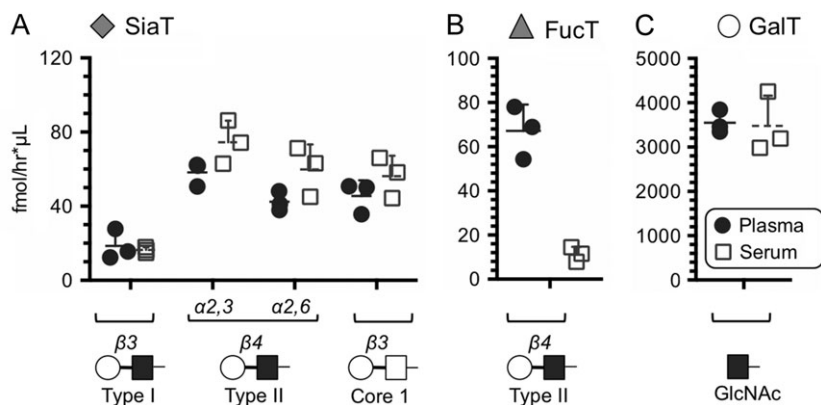 A SiaT
B FucT
C GalT
fmol/hr*µL
120
80
40
0
100
80
60
40
20
0
5000
4000
3000
2000
1000
0
Plasma
Serum
α2,3 α2,6
β3
β4
β3
β4
Type I
Type II
Core 1
Type II
GlcNAc